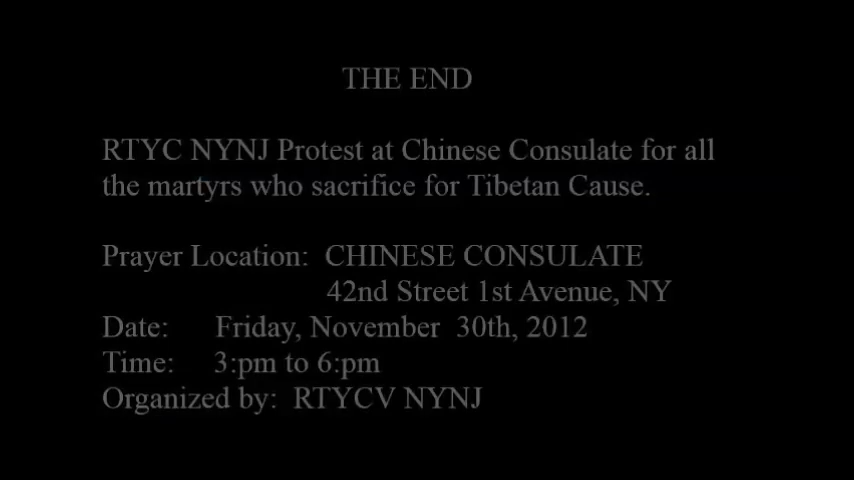 THE END
RTYC NYNJ Protest at Chinese Consulate for all
the martyrs who sacrifice for Tibetan Cause.
Prayer Location: CHINESE CONSULATE
42nd Street 1st Avenue, NY
Date: Friday, November 30th, 2012
Time: 3:pm to 6:pm
Organized by: RTYCV NYNJ